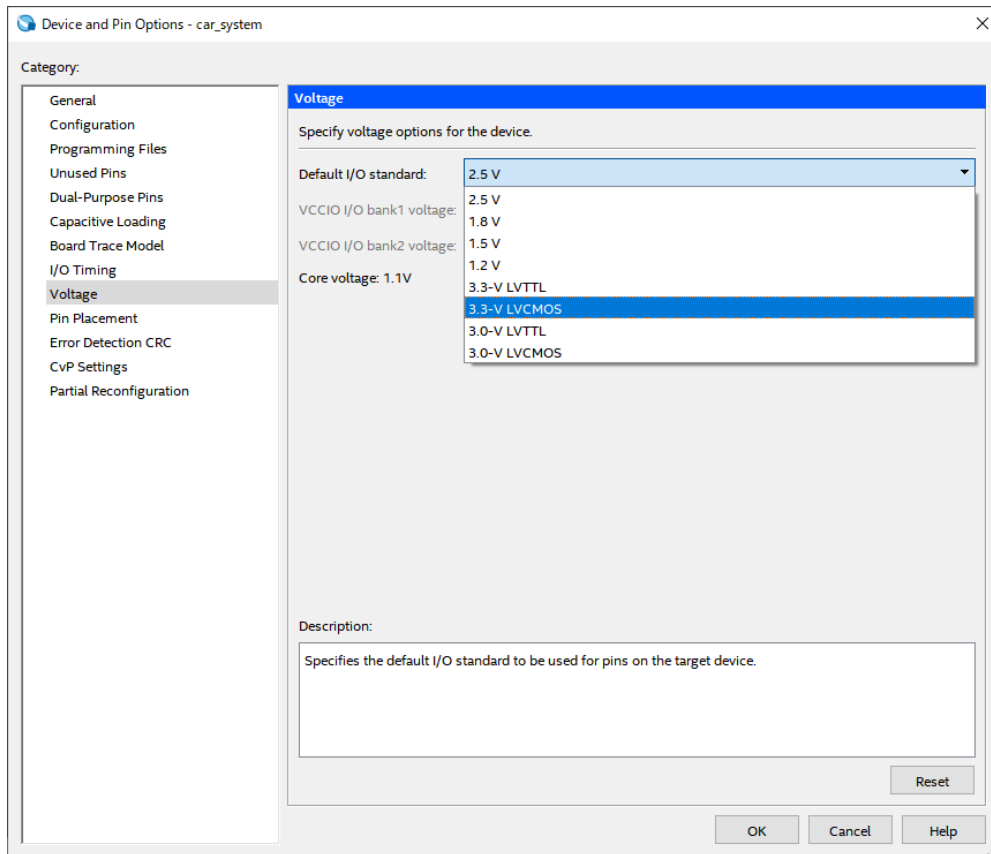 Device and Pin Options - car_system
Category:
General
Configuration
Programming Files
Unused Pins
Dual-Purpose Pins
Capacitive Loading
Board Trace Model
I/O Timing
Voltage
Pin Placement
Error Detection CRC
CvP Settings
Partial Reconfiguration
Voltage
Specify voltage options for the device.
Default I/O standard: 2.5 V
2.5 V
VCCIO I/O bank1 voltage:
1.8 V
VCCIO I/O bank2 voltage: 1.5 V
1.2 V
Core voltage: 1.1V
3.3-V LVTTL
3.3-V LVCMOS
3.0-V LVTTL
3.0-V LVCMOS
Description:
Specifies the default I/O standard to be used for pins on the target device.
Reset
OK Cancel Help